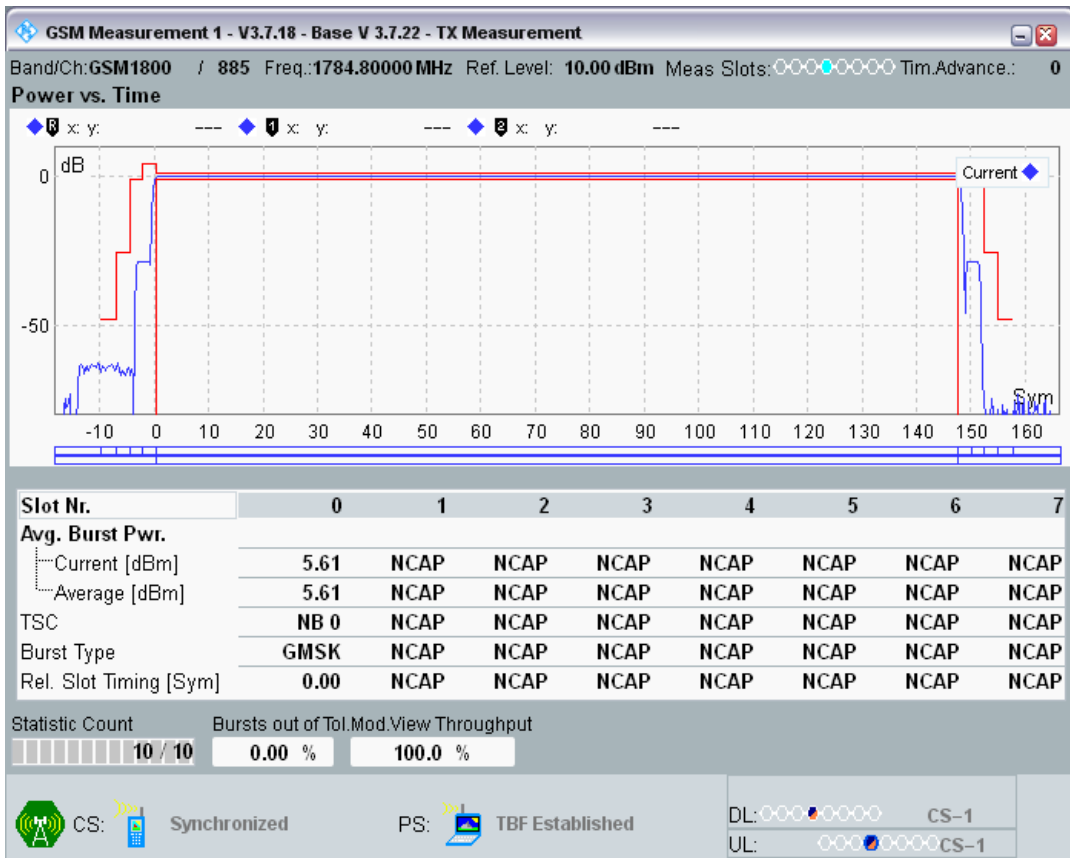 GSM Measurement 1 - V3.7.18 - Base V 3.7.22 - TX Measurement
Band/Ch:GSM1800 / 885 Freq.:1784.80000 MHz Ref. Level: 10.00 dBm Meas Slots: Tim.Advance.: 0
Power vs. Time
R x: y: --- 1 x: y: --- 2 x: y: ---
dB
Current
0
-50
Sym
-10 0 10 20 30 40 50 60 70 80 90 100 110 120 130 140 150 160
Slot Nr. 0 1 2 3 4 5 6 7
Avg. Burst Pwr.
Current [dBm] 5.61 NCAP NCAP NCAP NCAP NCAP NCAP NCAP
Average [dBm] 5.61 NCAP NCAP NCAP NCAP NCAP NCAP NCAP
TSC NB 0 NCAP NCAP NCAP NCAP NCAP NCAP NCAP
Burst Type GMSK NCAP NCAP NCAP NCAP NCAP NCAP NCAP
Rel. Slot Timing [Sym] 0.00 NCAP NCAP NCAP NCAP NCAP NCAP NCAP
Statistic Count Bursts out of Tol. Mod.View Throughput
10 / 10 0.00 % 100.0 %
CS: Synchronized PS: TBF Established
DL: CS-1
UL: CS-1